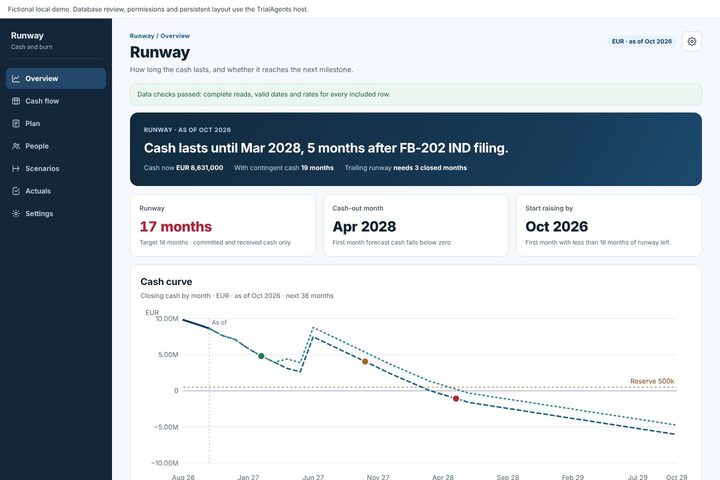 Fictional local demo. Database review, permissions and persistent layout use the TrialAgents host.
Runway
Cash and burn
Overview
Cash flow
Plan
People
Scenarios
Actuals
Settings
Runway / Overview
Runway
How long the cash lasts, and whether it reaches the next milestone.
EUR · as of Oct 2026
Data checks passed: complete reads, valid dates and rates for every included row.
RUNWAY · AS OF OCT 2026
Cash lasts until Mar 2028, 5 months after FB-202 IND filing.
Cash now EUR 8,631,000 With contingent cash 19 months Trailing runway needs 3 closed months
Runway
17 months
Target 18 months · committed and received cash only
Cash-out month
Apr 2028
First month forecast cash falls below zero
Start raising by
Oct 2026
First month with less than 18 months of runway left
Cash curve
Closing cash by month · EUR · as of Oct 2026 · next 36 months
EUR
10.00M
As of
5.00M
Reserve 500k
0
−5.00M
−10.00M
Aug 26 Jan 27 Jun 27 Nov 27 Apr 28 Sep 28 Feb 29 Jul 29 Oct 29